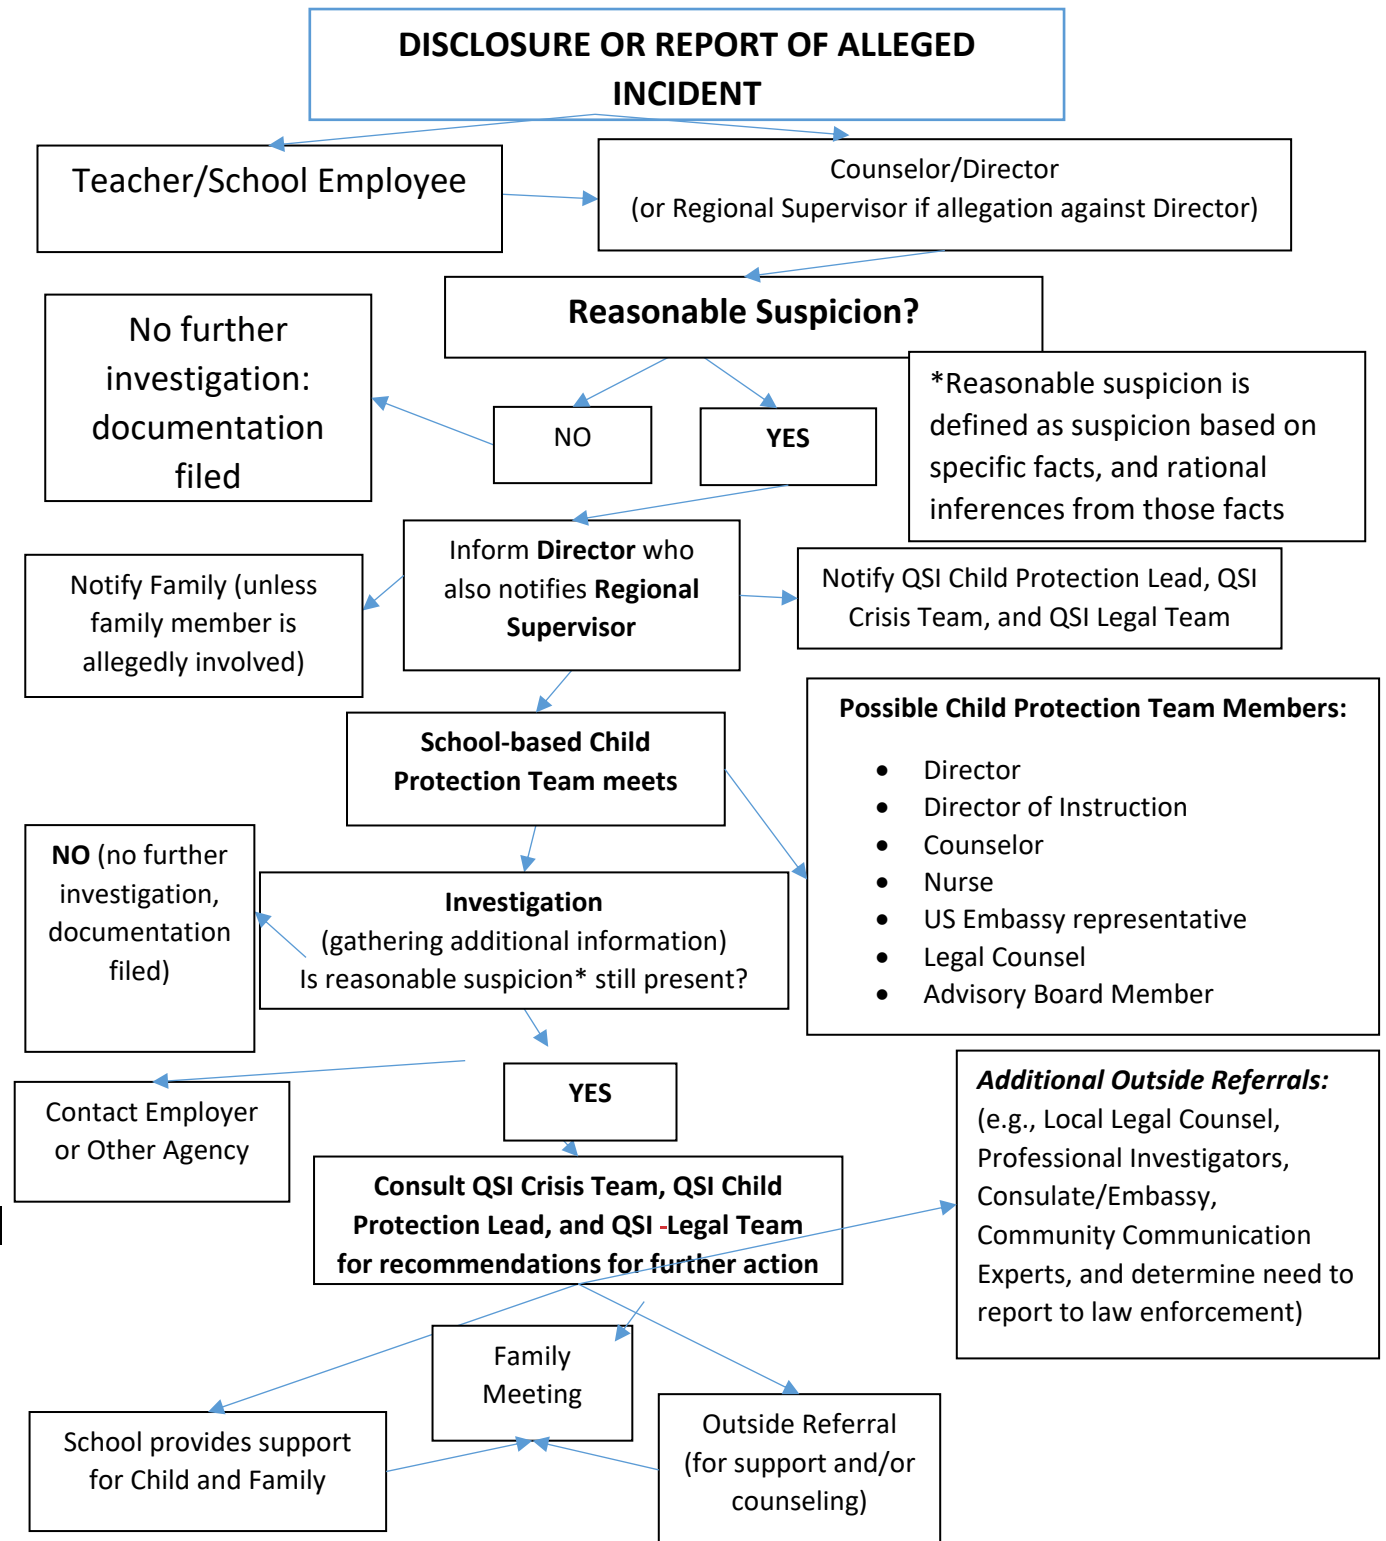 DISCLOSURE OR REPORT OF ALLEGED
INCIDENT
Teacher/School Employee
Counselor/Director
(or Regional Supervisor if allegation against Director)
Reasonable Suspicion?
No further
investigation:
documentation
filed
NO
YES
*Reasonable suspicion is
defined as suspicion based on
specific facts, and rational
inferences from those facts
Inform Director who
also notifies Regional
Supervisor
Notify Family (unless
family member is
allegedly involved)
Notify QSI Child Protection Lead, QSI
Crisis Team, and QSI Legal Team
School-based Child
Protection Team meets
Possible Child Protection Team Members:
• Director
• Director of Instruction
• Counselor
• Nurse
• US Embassy representative
• Legal Counsel
• Advisory Board Member
NO (no further
investigation,
documentation
filed)
Investigation
(gathering additional information)
Is reasonable suspicion* still present?
YES
Contact Employer
or Other Agency
Additional Outside Referrals:
(e.g., Local Legal Counsel,
Professional Investigators,
Consulate/Embassy,
Community Communication
Experts, and determine need to
report to law enforcement)
Consult QSI Crisis Team, QSI Child
Protection Lead, and QSI -Legal Team
for recommendations for further action
Family
Meeting
School provides support
for Child and Family
Outside Referral
(for support and/or
counseling)